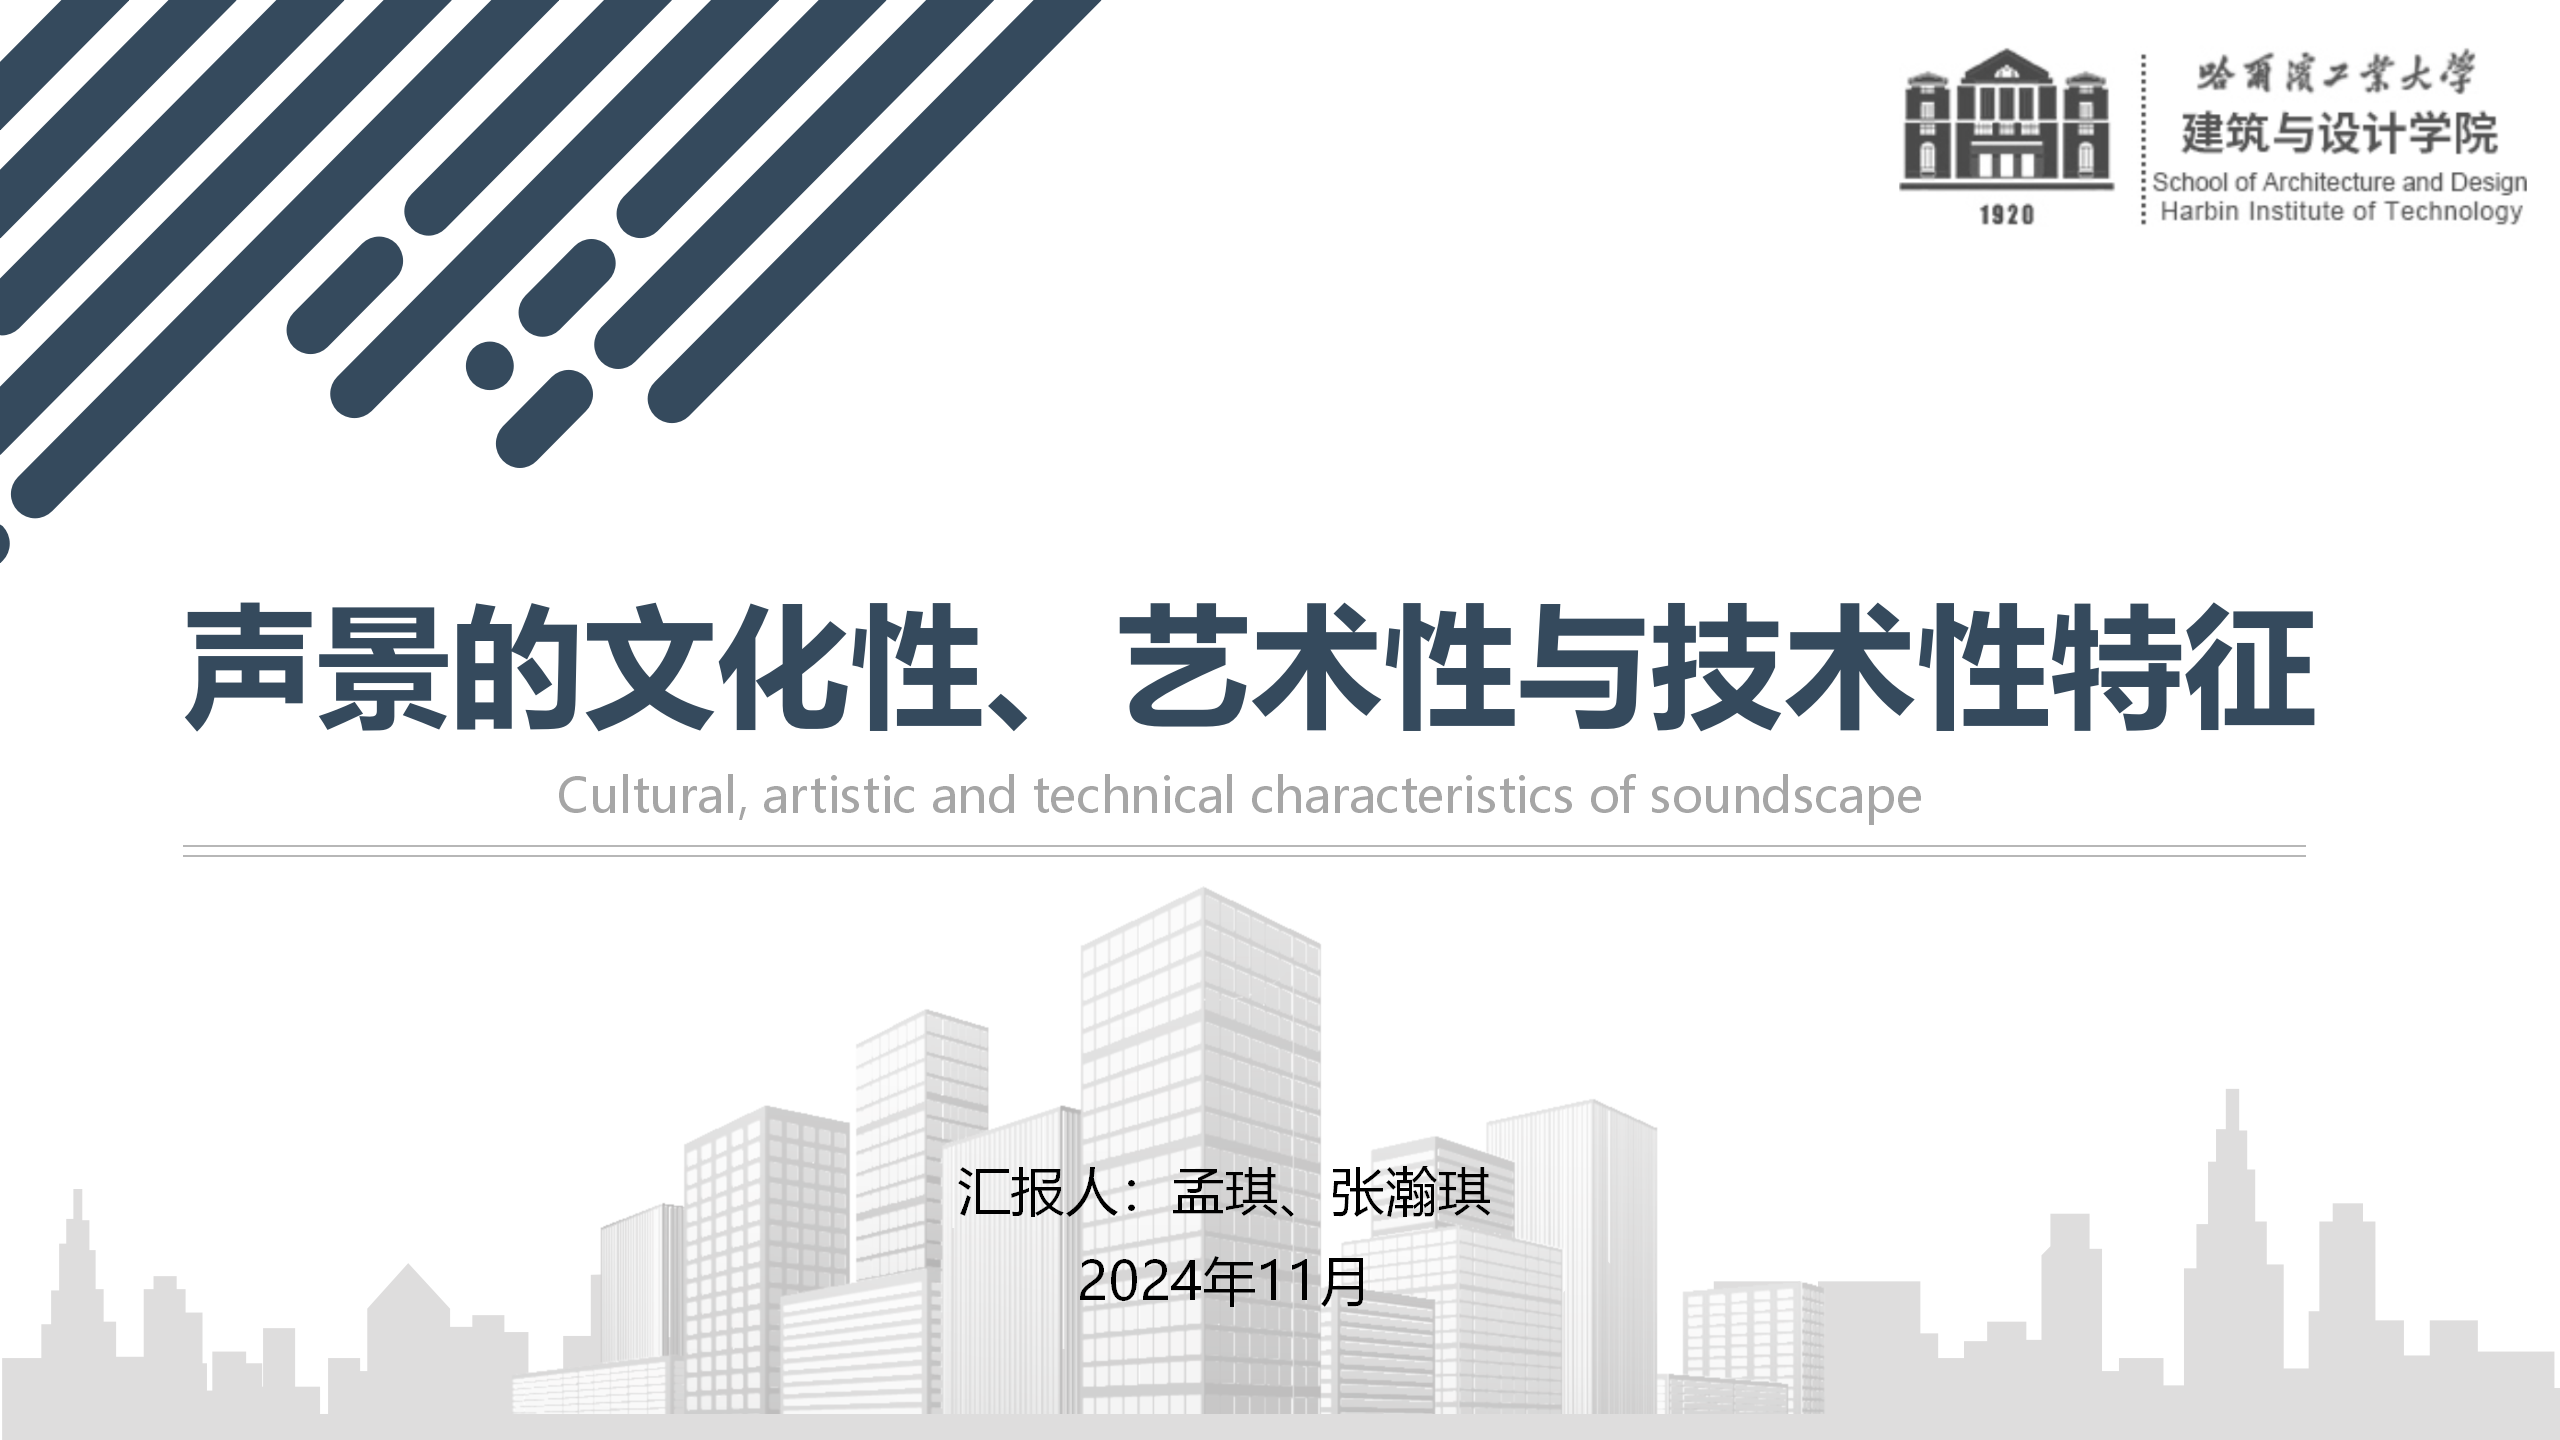 哈爾濱工業大學
建筑与设计学院
School of Architecture and Design
Harbin Institute of Technology
1920
声景的文化性、艺术性与技术性特征
Cultural, artistic and technical characteristics of soundscape
汇报人：孟琪、张瀚琪
2024年11月